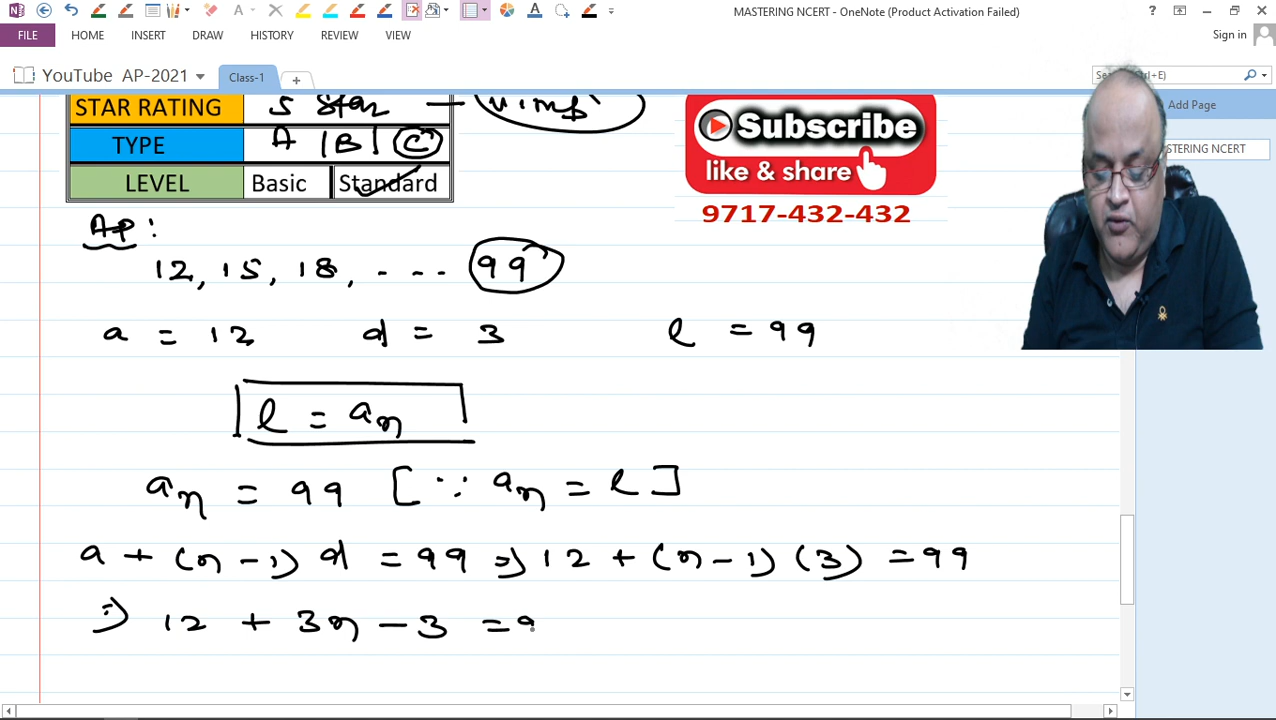 MASTERING NCERT - OneNote (Product Activation Failed)
FILE HOME INSERT DRAW HISTORY REVIEW VIEW
Sign in
YouTube AP-2021 Class-1
Add Page
STERING NCERT
STAR RATING 5 Star - V.imp
TYPE A | B | C
LEVEL Basic Standard
Subscribe
like & share
9717-432-432
AP :
12, 15, 18, . ... 99
a = 12 d = 3 l = 99
l = aₙ
aₙ = 99 [∵ aₙ = l]
a + (n - 1) d = 99 ⇒ 12 + (n - 1) (3) = 99
⇒ 12 + 3n - 3 = 9